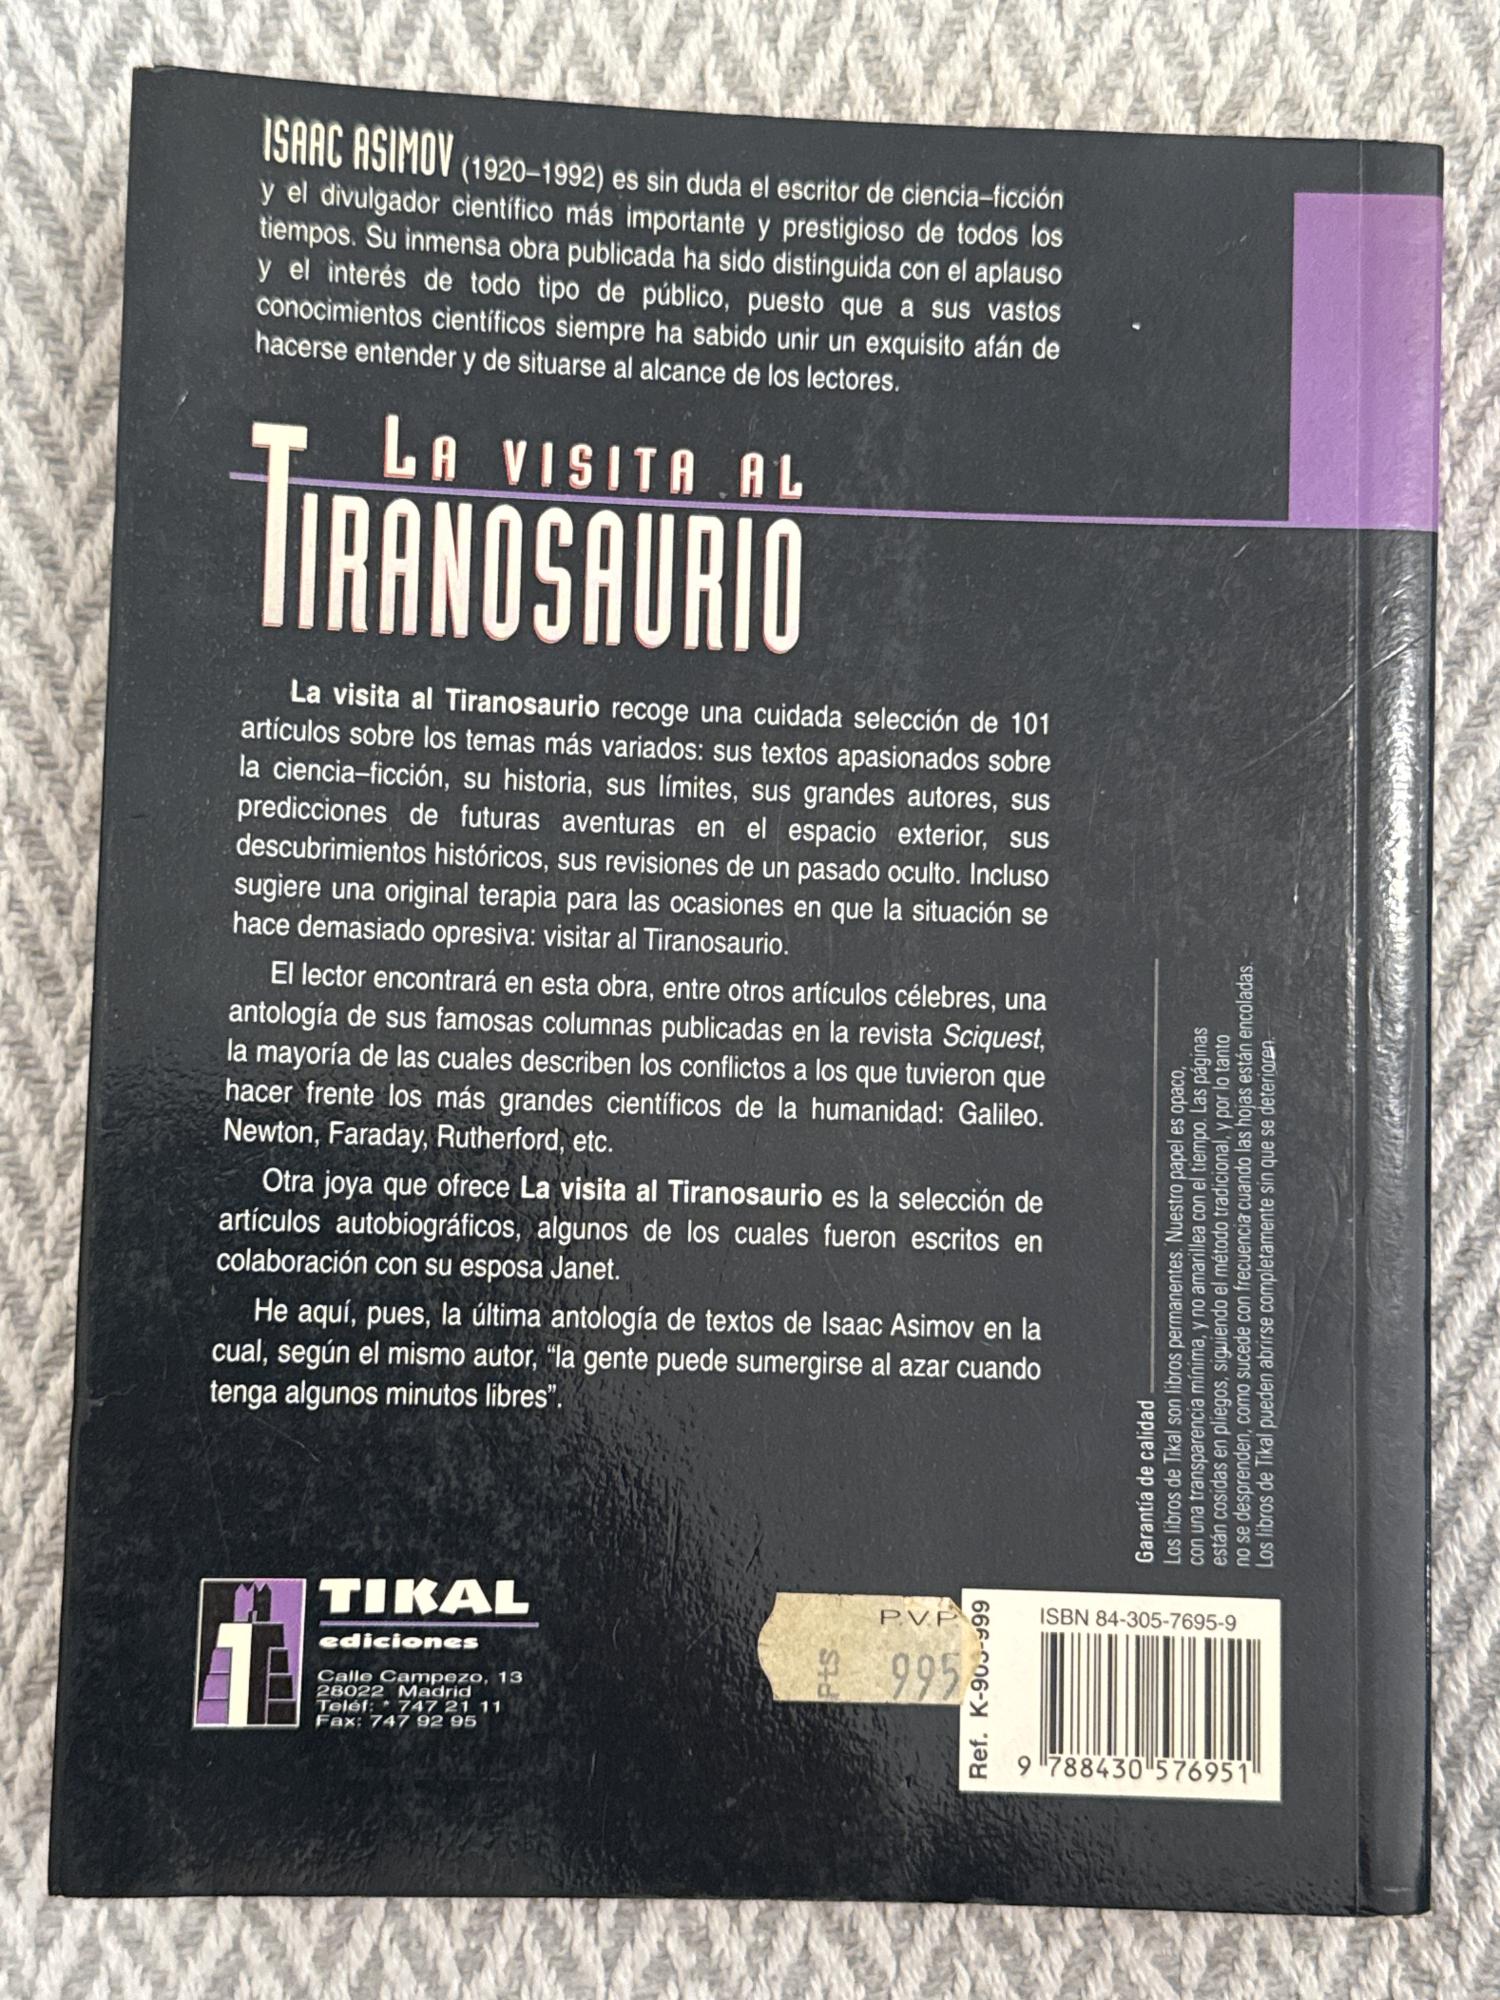 ISAAC ASIMOV (1920–1992) es sin duda el escritor de ciencia–ficción
y el divulgador científico más importante y prestigioso de todos los
tiempos. Su inmensa obra publicada ha sido distinguida con el aplauso
y el interés de todo tipo de público, puesto que a sus vastos
conocimientos científicos siempre ha sabido unir un exquisito afán de
hacerse entender y de situarse al alcance de los lectores.
LA VISITA AL
TIRANOSAURIO
La visita al Tiranosaurio recoge una cuidada selección de 101
artículos sobre los temas más variados: sus textos apasionados sobre
la ciencia–ficción, su historia, sus límites, sus grandes autores, sus
predicciones de futuras aventuras en el espacio exterior, sus
descubrimientos históricos, sus revisiones de un pasado oculto. Incluso
sugiere una original terapia para las ocasiones en que la situación se
hace demasiado opresiva: visitar al Tiranosaurio.
El lector encontrará en esta obra, entre otros artículos célebres, una
antología de sus famosas columnas publicadas en la revista Sciquest,
la mayoría de las cuales describen los conflictos a los que tuvieron que
hacer frente los más grandes científicos de la humanidad: Galileo.
Newton, Faraday, Rutherford, etc.
Otra joya que ofrece La visita al Tiranosaurio es la selección de
artículos autobiográficos, algunos de los cuales fueron escritos en
colaboración con su esposa Janet.
He aquí, pues, la última antología de textos de Isaac Asimov en la
cual, según el mismo autor, “la gente puede sumergirse al azar cuando
tenga algunos minutos libres”.
Garantía de calidad
Los libros de Tikal son libros permanentes. Nuestro papel es opaco,
con una transparencia mínima, y no amarillea con el tiempo. Las páginas
están cosidas en pliegos, siguiendo el método tradicional, y por lo tanto
no se desprenden, como sucede con frecuencia cuando las hojas están encoladas.
Los libros de Tikal pueden abrirse completamente sin que se deterioren.
TIKAL
ediciones
Calle Campezo, 13
28022 Madrid
Teléf: * 747 21 11
Fax: 747 92 95
P.V.P
Pts 995
Ref. K-903-999
ISBN 84-305-7695-9
9 788430 576951